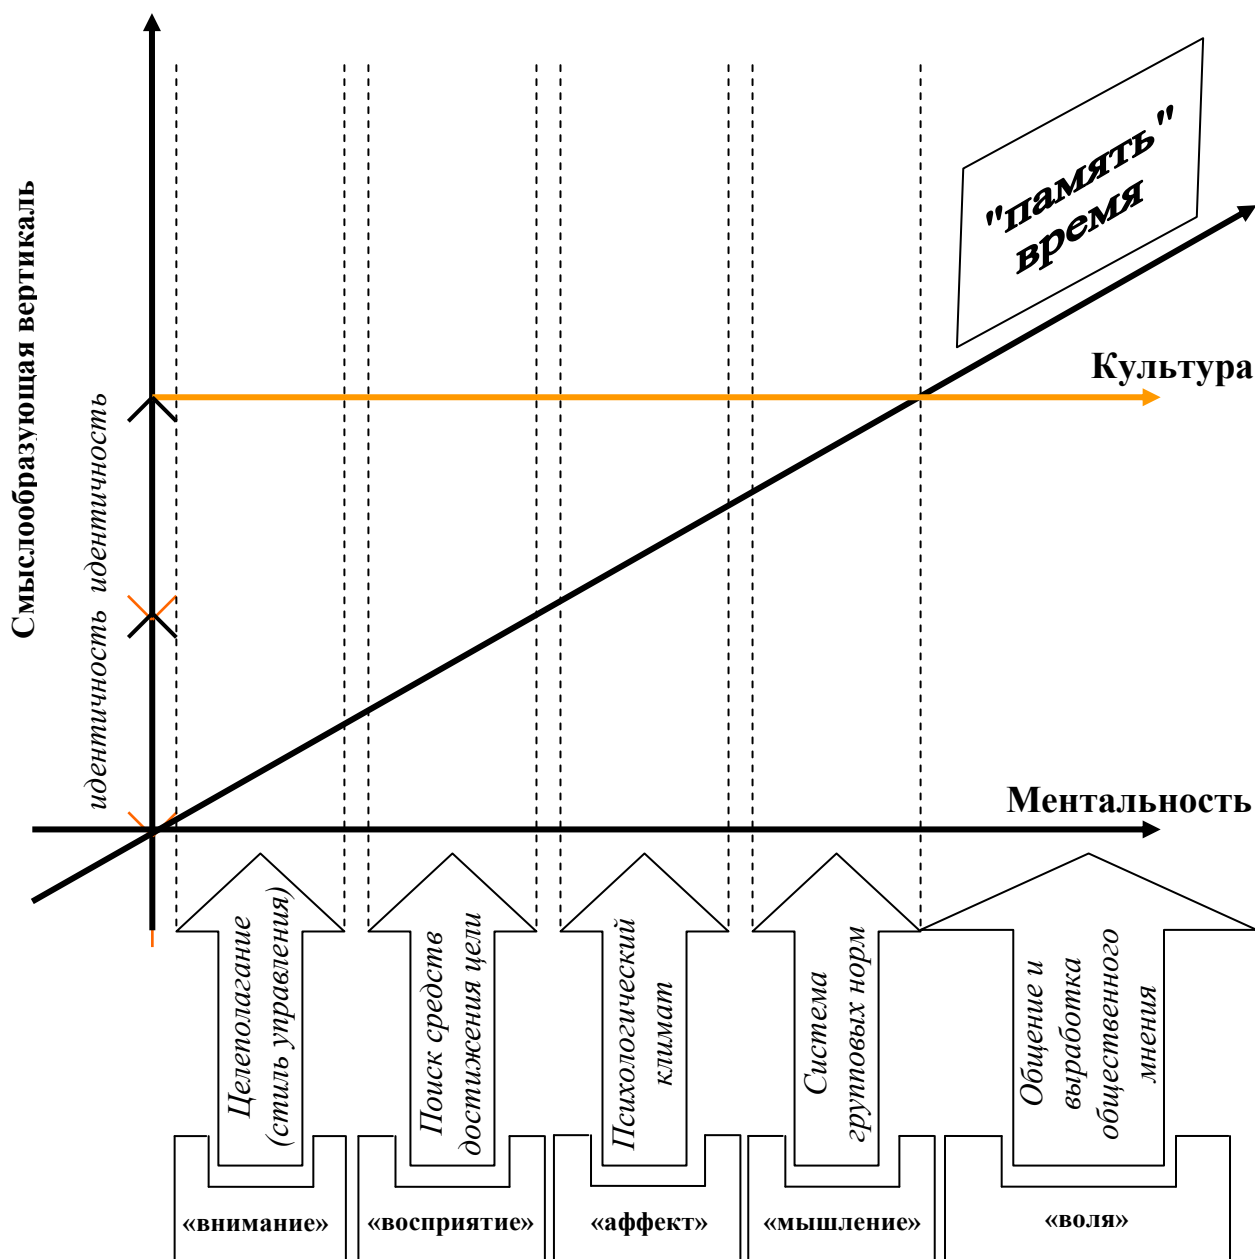 "память"
время
Смыслообразующая вертикаль
идентичность
идентичность
Культура
Ментальность
Целеполагание
(стиль управления)
Поиск средств
достижения цели
Психологический
климат
Система
групповых норм
Общение и
выработка
общественного
мнения
«внимание»
«восприятие»
«аффект»
«мышление»
«воля»